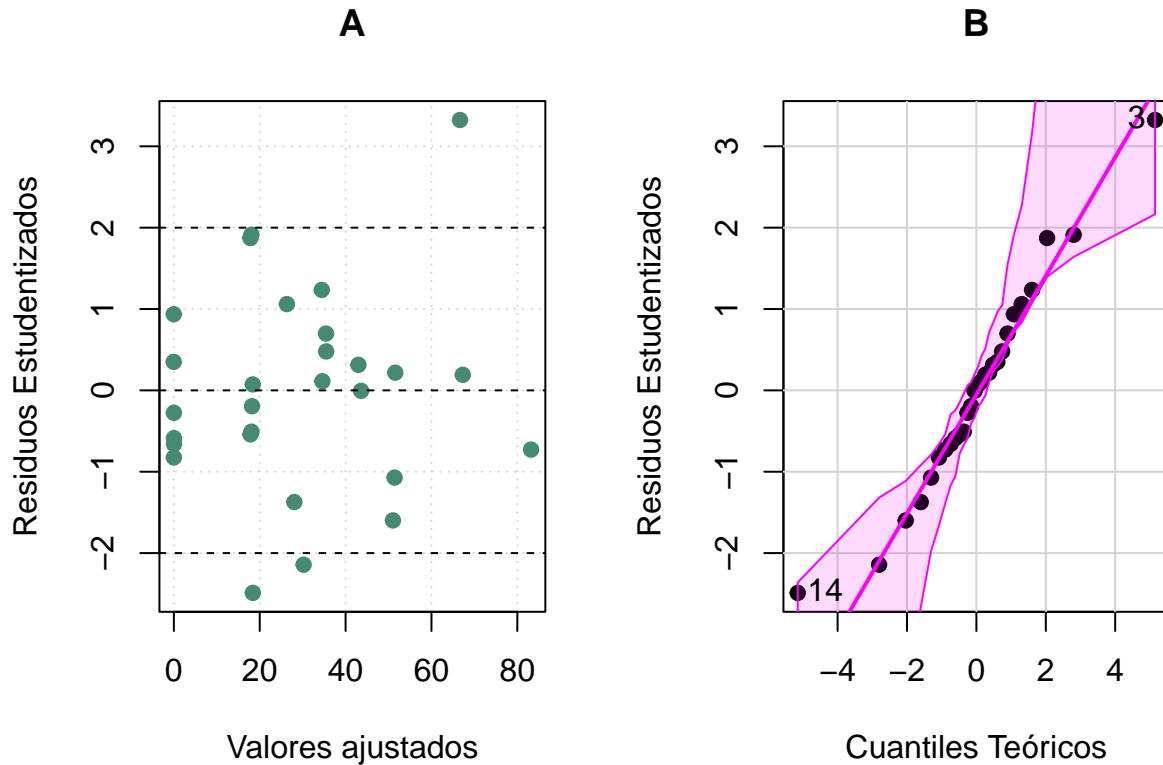 A
Residuos Estudentizados
3
2
1
0
−1
−2
0 20 40 60 80
Valores ajustados
B
Residuos Estudentizados
3
2
1
0
−1
−2
3
14
−4 −2 0 2 4
Cuantiles Teóricos